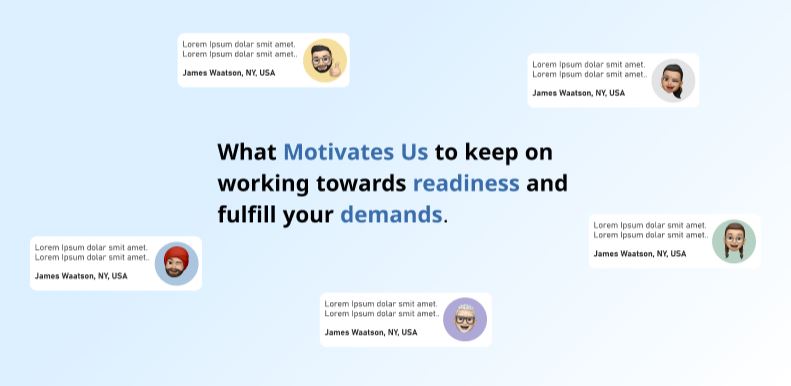 Lorem Ipsum dolar smit amet.
Lorem Ipsum dolar smit amet..
James Waatson, NY, USA
Lorem Ipsum dolar smit amet.
Lorem Ipsum dolar smit amet..
James Waatson, NY, USA
What Motivates Us to keep on
working towards readiness and
fulfill your demands.
Lorem Ipsum dolar smit amet.
Lorem Ipsum dolar smit amet..
James Waatson, NY, USA
Lorem Ipsum dolar smit amet.
Lorem Ipsum dolar smit amet..
James Waatson, NY, USA
Lorem Ipsum dolar smit amet.
Lorem Ipsum dolar smit amet..
James Waatson, NY, USA